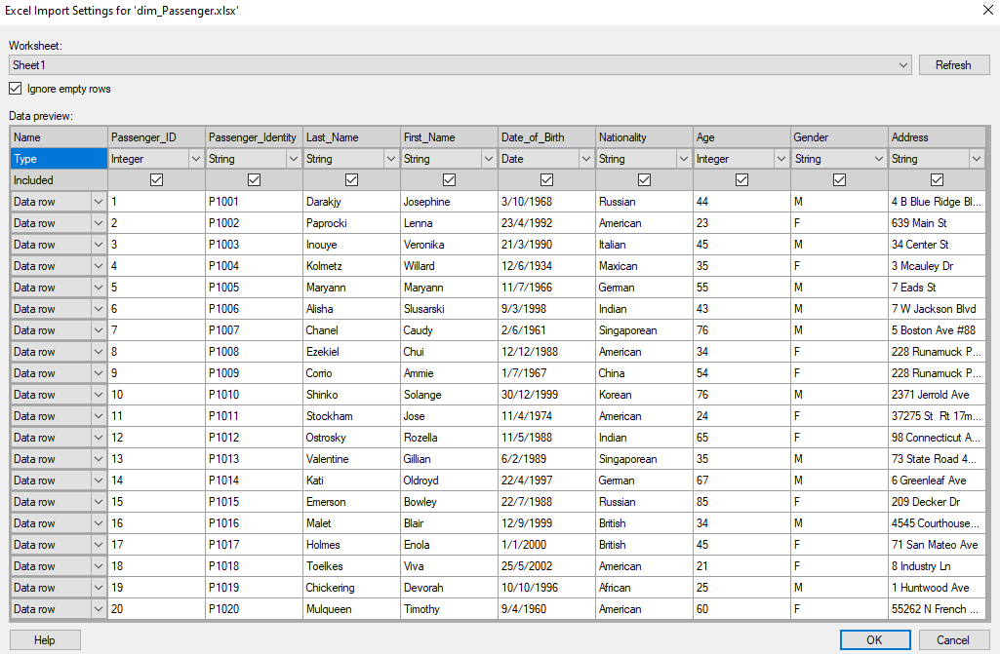 Excel Import Settings for 'dim_Passenger.xlsx'
Worksheet:
Sheet1 Refresh
Ignore empty rows
Data preview:
Name Passenger_ID Passenger_Identity Last_Name First_Name Date_of_Birth Nationality Age Gender Address
Type Integer String String String Date String Integer String String
Included
Data row 1 P1001 Darakjy Josephine 3/10/1968 Russian 44 M 4 B Blue Ridge Bl...
Data row 2 P1002 Paprocki Lenna 23/4/1992 American 23 F 639 Main St
Data row 3 P1003 Inouye Veronika 21/3/1990 Italian 45 M 34 Center St
Data row 4 P1004 Kolmetz Willard 12/6/1934 Maxican 35 F 3 Mcauley Dr
Data row 5 P1005 Maryann Maryann 11/7/1966 German 55 M 7 Eads St
Data row 6 P1006 Alisha Slusarski 9/3/1998 Indian 43 M 7 W Jackson Blvd
Data row 7 P1007 Chanel Caudy 2/6/1961 Singaporean 76 M 5 Boston Ave #88
Data row 8 P1008 Ezekiel Chui 12/12/1988 American 34 F 228 Runamuck P...
Data row 9 P1009 Corrio Ammie 1/7/1967 China 54 F 228 Runamuck P...
Data row 10 P1010 Shinko Solange 30/12/1999 Korean 76 M 2371 Jerrold Ave
Data row 11 P1011 Stockham Jose 11/4/1974 American 24 F 37275 St  Rt 17m...
Data row 12 P1012 Ostrosky Rozella 11/5/1988 Indian 65 F 98 Connecticut A...
Data row 13 P1013 Valentine Gillian 6/2/1989 Singaporean 35 M 73 State Road 4...
Data row 14 P1014 Kati Oldroyd 22/4/1997 German 67 M 6 Greenleaf Ave
Data row 15 P1015 Emerson Bowley 22/7/1988 Russian 85 F 209 Decker Dr
Data row 16 P1016 Malet Blair 12/9/1999 British 34 M 4545 Courthouse...
Data row 17 P1017 Holmes Enola 1/1/2000 British 45 F 71 San Mateo Ave
Data row 18 P1018 Toelkes Viva 25/5/2002 American 21 F 8 Industry Ln
Data row 19 P1019 Chickering Devorah 10/10/1996 African 25 M 1 Huntwood Ave
Data row 20 P1020 Mulqueen Timothy 9/4/1960 American 60 F 55262 N French ...
Help OK Cancel